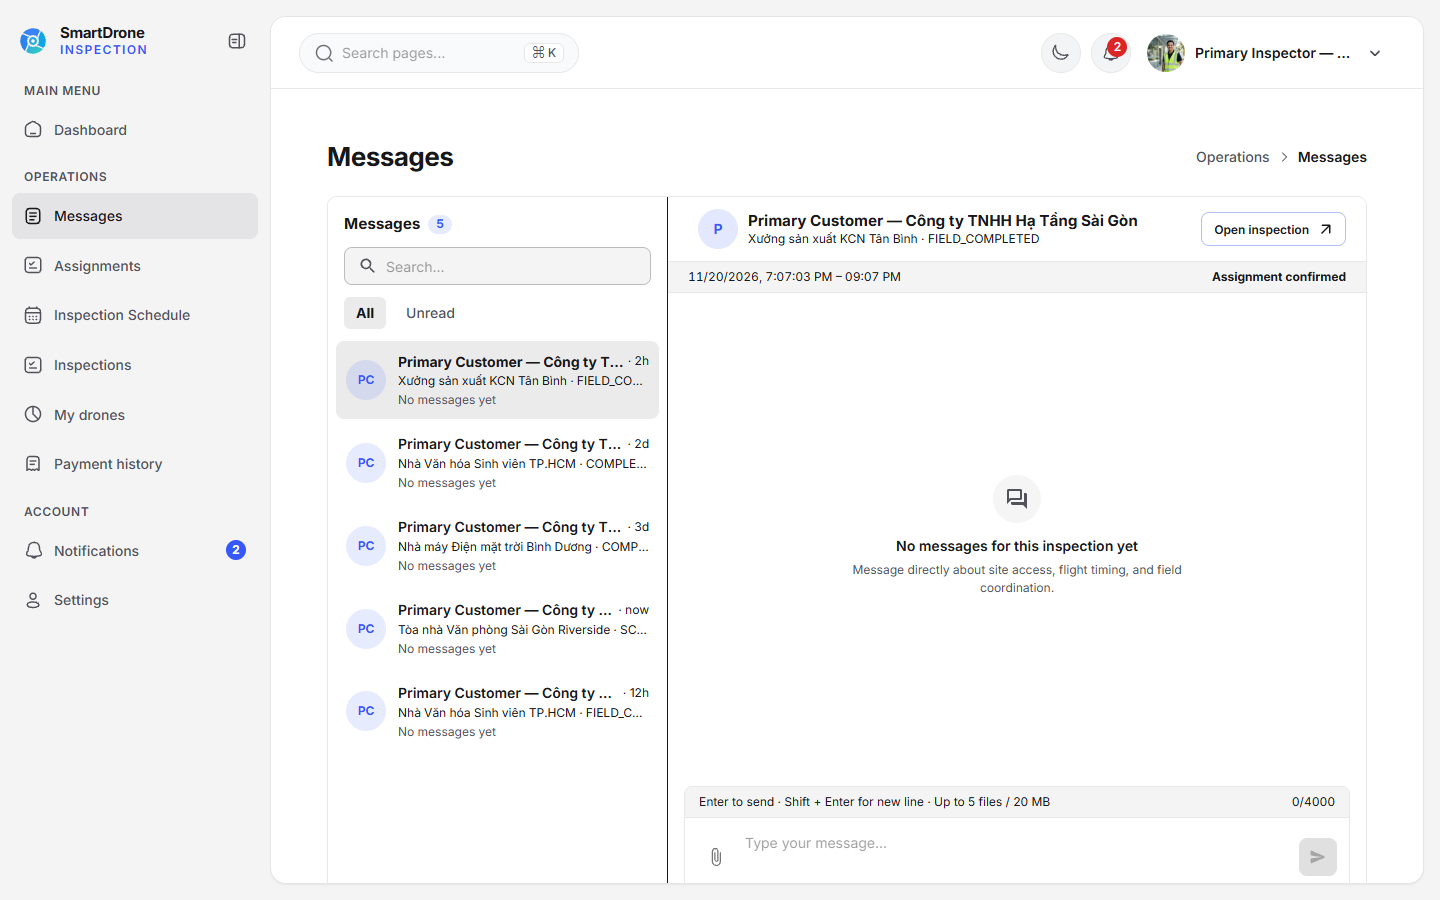 SmartDrone
INSPECTION
MAIN MENU
Dashboard
OPERATIONS
Messages
Assignments
Inspection Schedule
Inspections
My drones
Payment history
ACCOUNT
Notifications
2
Settings
Search pages...
⌘ K
2
Primary Inspector — ...
Messages
Operations
Messages
Messages
5
Search...
All
Unread
PC
Primary Customer — Công ty T... · 2h
Xưởng sản xuất KCN Tân Bình · FIELD_CO...
No messages yet
PC
Primary Customer — Công ty T... · 2d
Nhà Văn hóa Sinh viên TP.HCM · COMPLE...
No messages yet
PC
Primary Customer — Công ty T... · 3d
Nhà máy Điện mặt trời Bình Dương · COMP...
No messages yet
PC
Primary Customer — Công ty ... · now
Tòa nhà Văn phòng Sài Gòn Riverside · SC...
No messages yet
PC
Primary Customer — Công ty ... · 12h
Nhà Văn hóa Sinh viên TP.HCM · FIELD_C...
No messages yet
P
Primary Customer — Công ty TNHH Hạ Tầng Sài Gòn
Xưởng sản xuất KCN Tân Bình · FIELD_COMPLETED
Open inspection
11/20/2026, 7:07:03 PM – 09:07 PM
Assignment confirmed
No messages for this inspection yet
Message directly about site access, flight timing, and field
coordination.
Enter to send · Shift + Enter for new line · Up to 5 files / 20 MB
0/4000
Type your message...